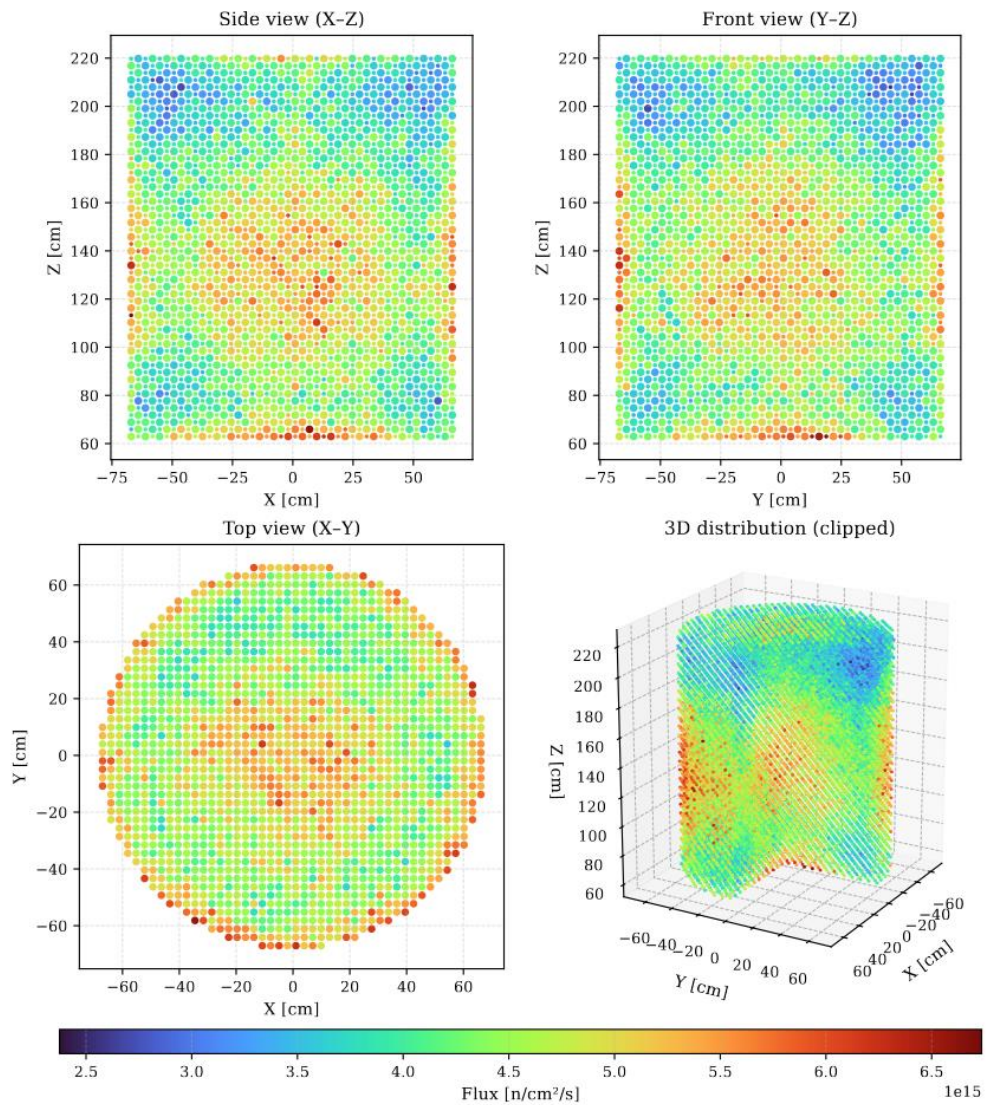 Side view (X–Z)
220
200
180
160
140
120
100
80
60
Z [cm]
−75 −50 −25 0 25 50
X [cm]
Front view (Y–Z)
220
200
180
160
140
120
100
80
60
Z [cm]
−75 −50 −25 0 25 50
Y [cm]
Top view (X–Y)
60
40
20
0
−20
−40
−60
Y [cm]
−60 −40 −20 0 20 40 60
X [cm]
3D distribution (clipped)
220
200
180
160
140
120
100
80
60
Z [cm]
−60 −40 −20 0 20 40 60
Y [cm]
60 40 20 0 −20 −40 −60
X [cm]
2.5 3.0 3.5 4.0 4.5 5.0 5.5 6.0 6.5
Flux [n/cm²/s]
1e15